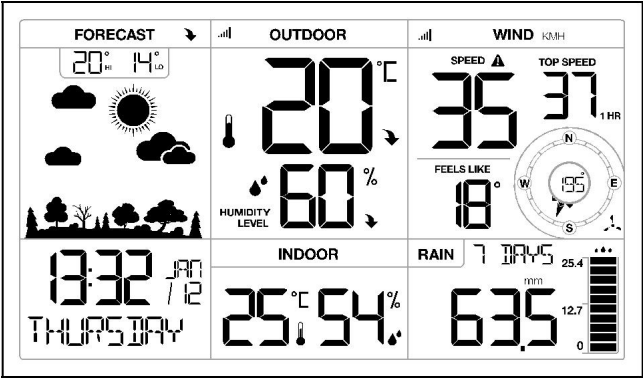 FORECAST
20° HI 14° LO
OUTDOOR
20 °C
60 %
HUMIDITY
LEVEL
WIND KMH
SPEED
35
TOP SPEED
37 1 HR
FEELS LIKE
18°
N
W 195° E
S
13:32 JAN
/ 12
THURSDAY
INDOOR
25 °C 54 %
RAIN 7 DAYS
mm
63.5
25.4
12.7
0